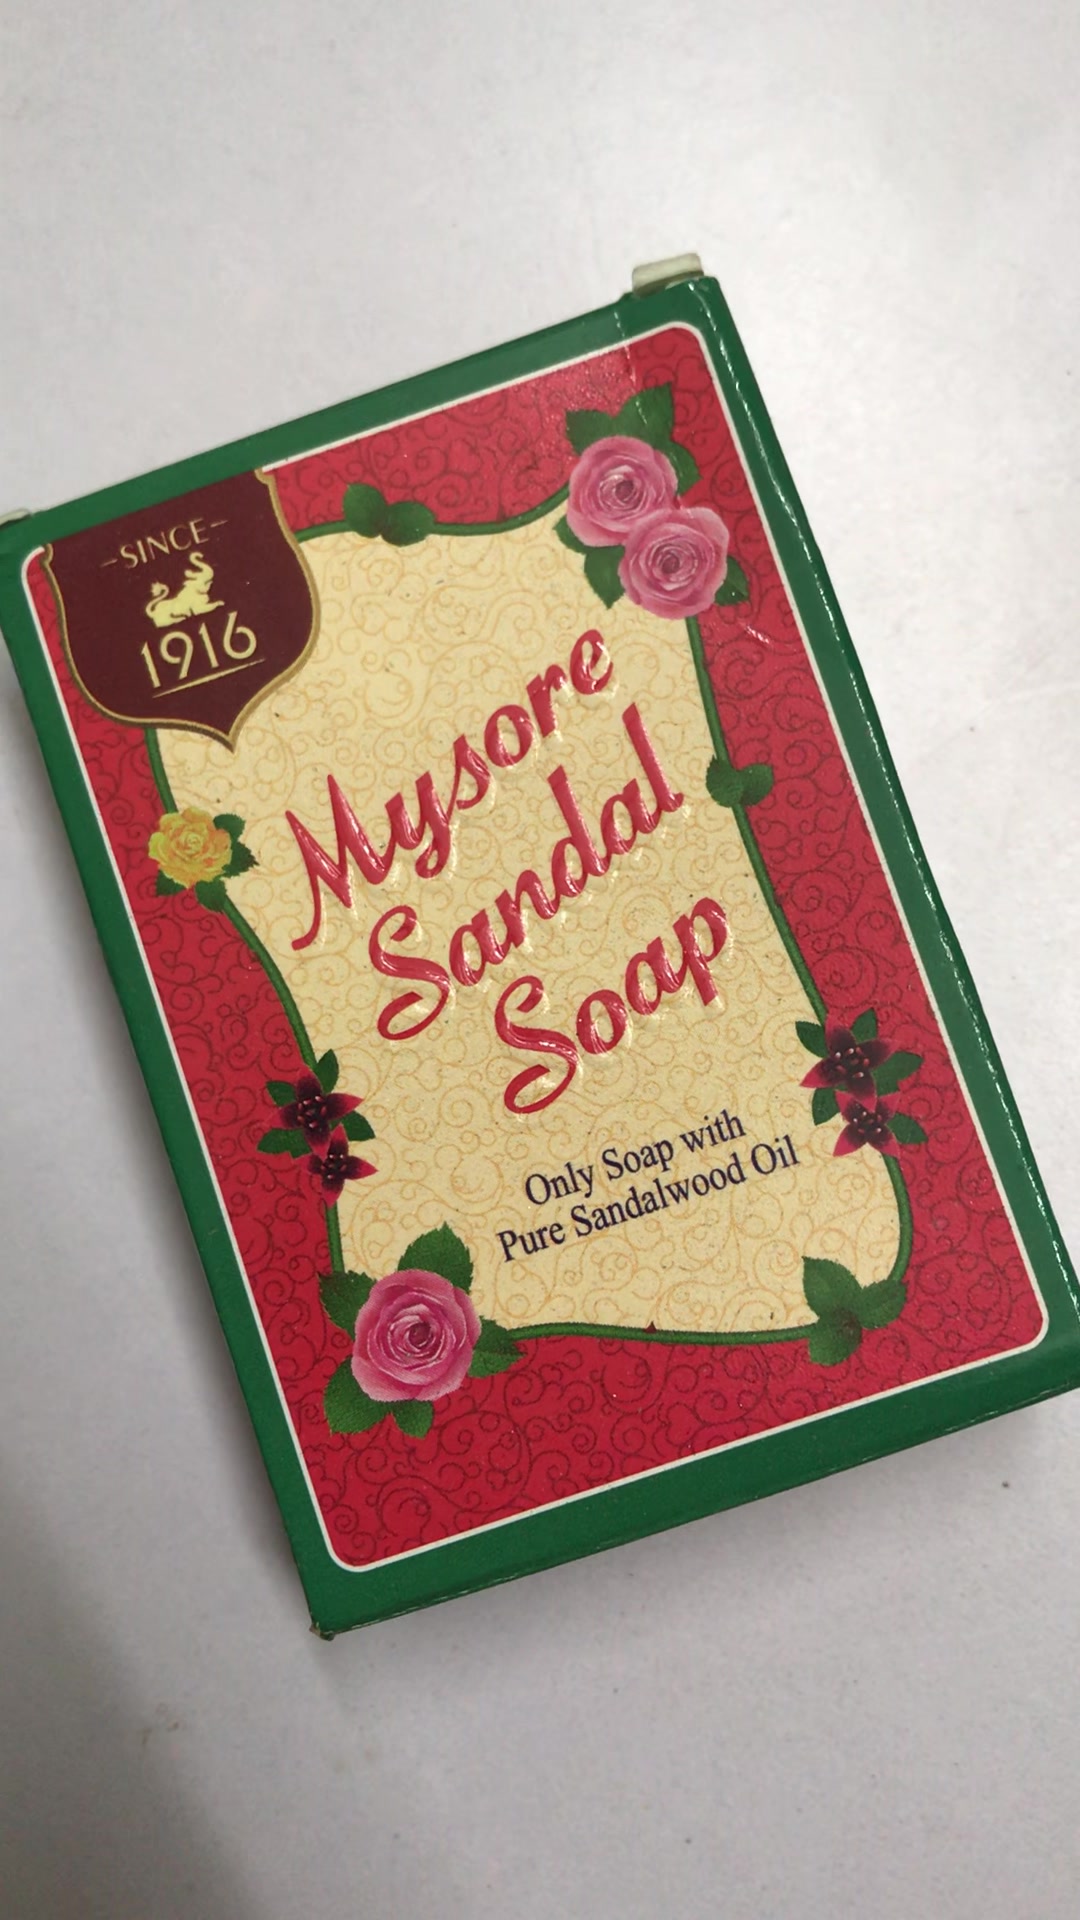 -SINCE-
1916
Mysore
Sandal
Soap
Only Soap with
Pure Sandalwood Oil